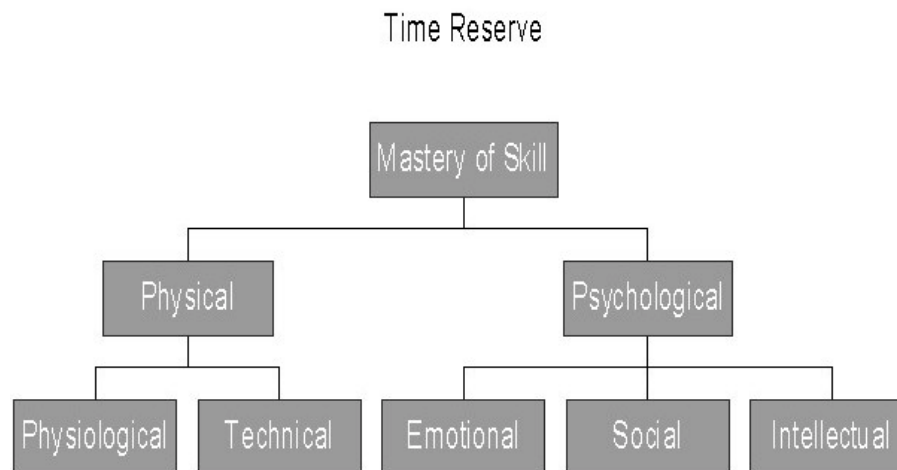 Time Reserve
Mastery of Skill
Physical
Psychological
Physiological
Technical
Emotional
Social
Intellectual